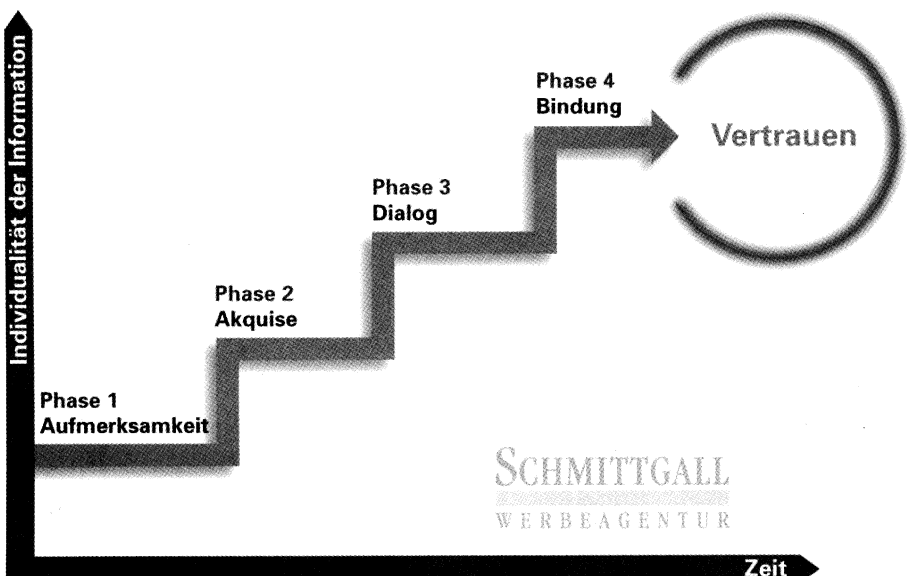 Individualität der Information
Phase 4
Bindung
Vertrauen
Phase 3
Dialog
Phase 2
Akquise
Phase 1
Aufmerksamkeit
SCHMITTGALL
WERBEAGENTUR
Zeit